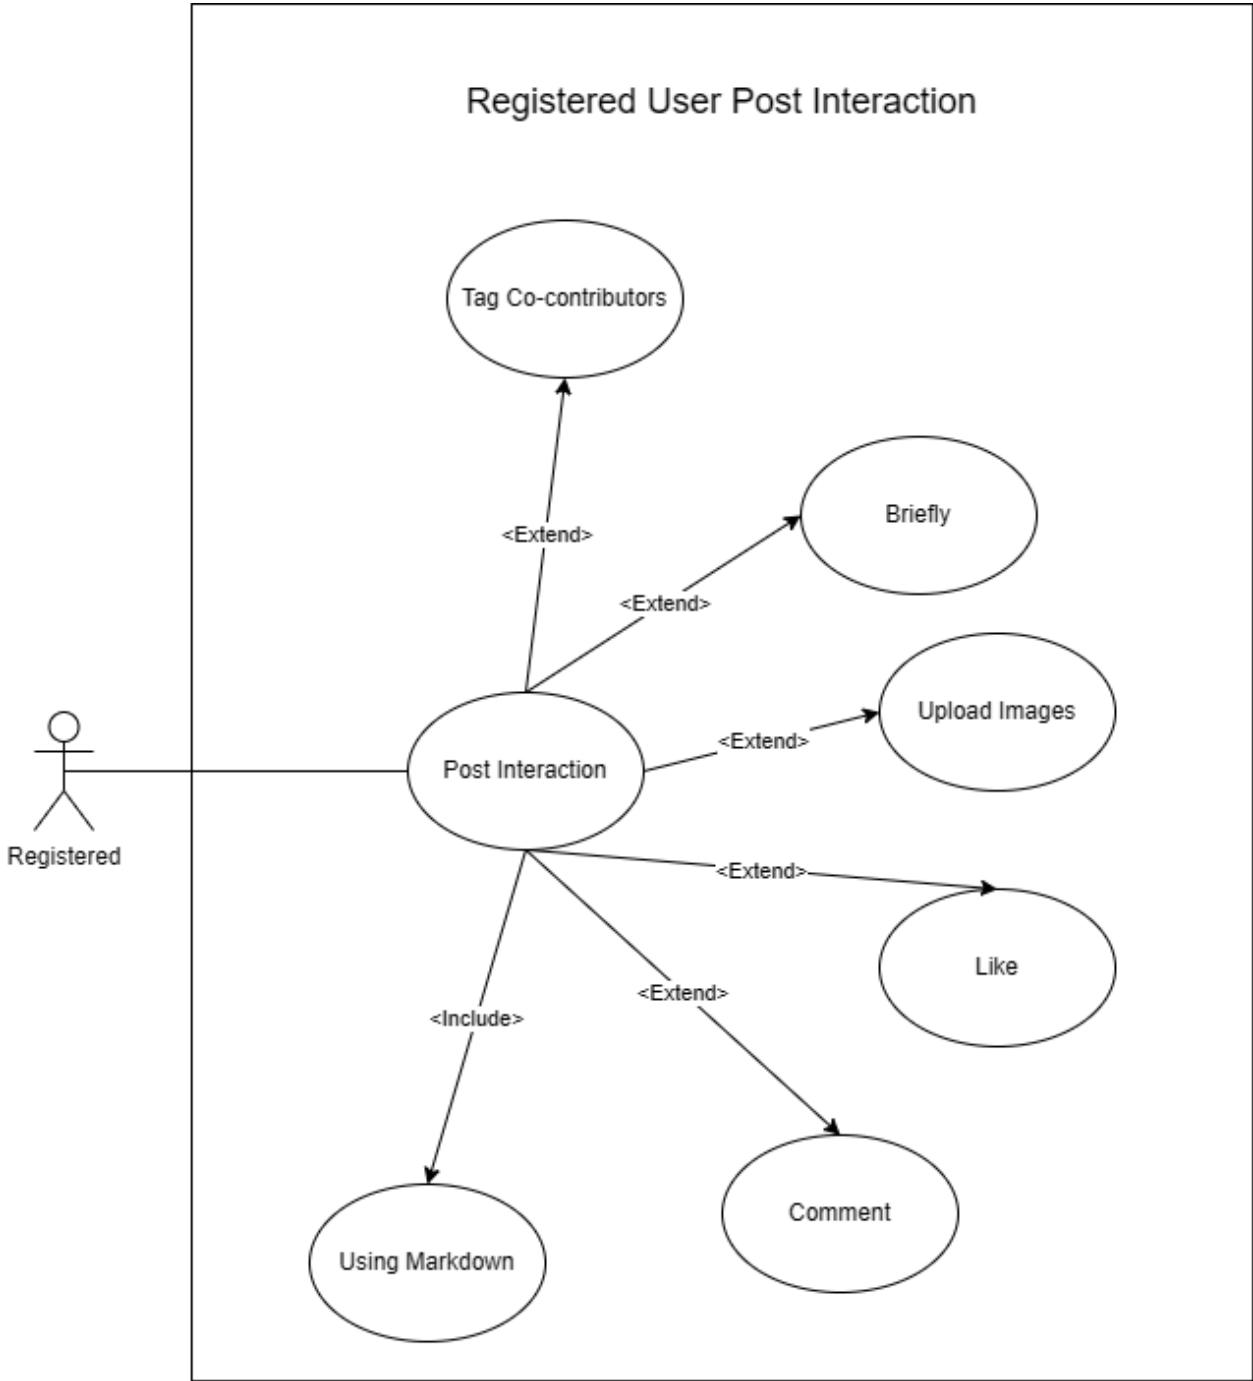 Registered User Post Interaction
Tag Co-contributors
<Extend>
Briefly
<Extend>
Upload Images
<Extend>
Post Interaction
Registered
<Extend>
Like
<Extend>
<Include>
Comment
Using Markdown